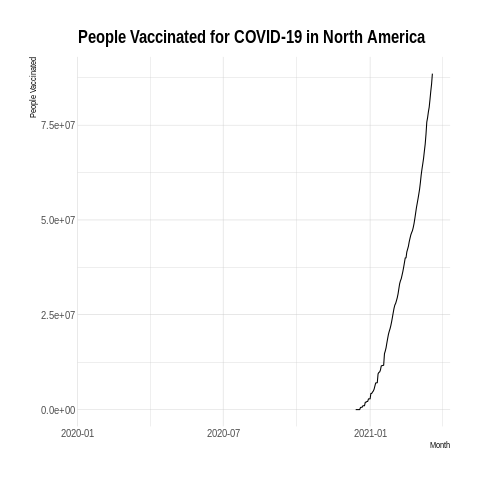 People Vaccinated for COVID-19 in North America
People Vaccinated
7.5e+07
5.0e+07
2.5e+07
0.0e+00
2020-01 2020-07 2021-01
Month